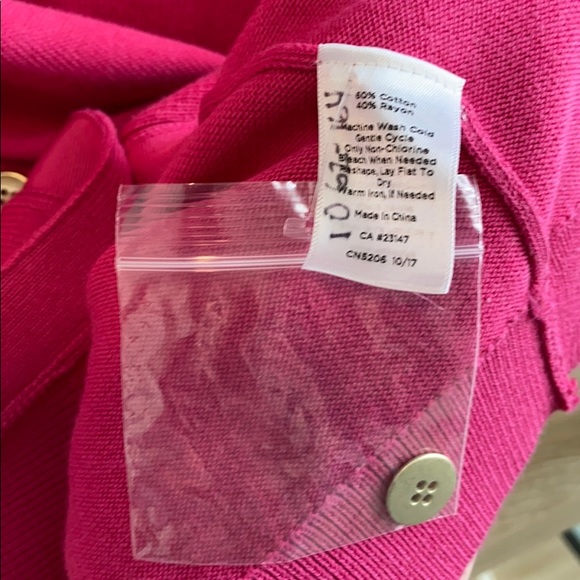 60% Cotton
40% Rayon
Machine Wash Cold
Gentle Cycle
Only Non-Chlorine
Bleach When Needed
Reshape, Lay Flat To
Dry
Warm Iron, If Needed
Made In China
CA #23147
CN5206 10/17